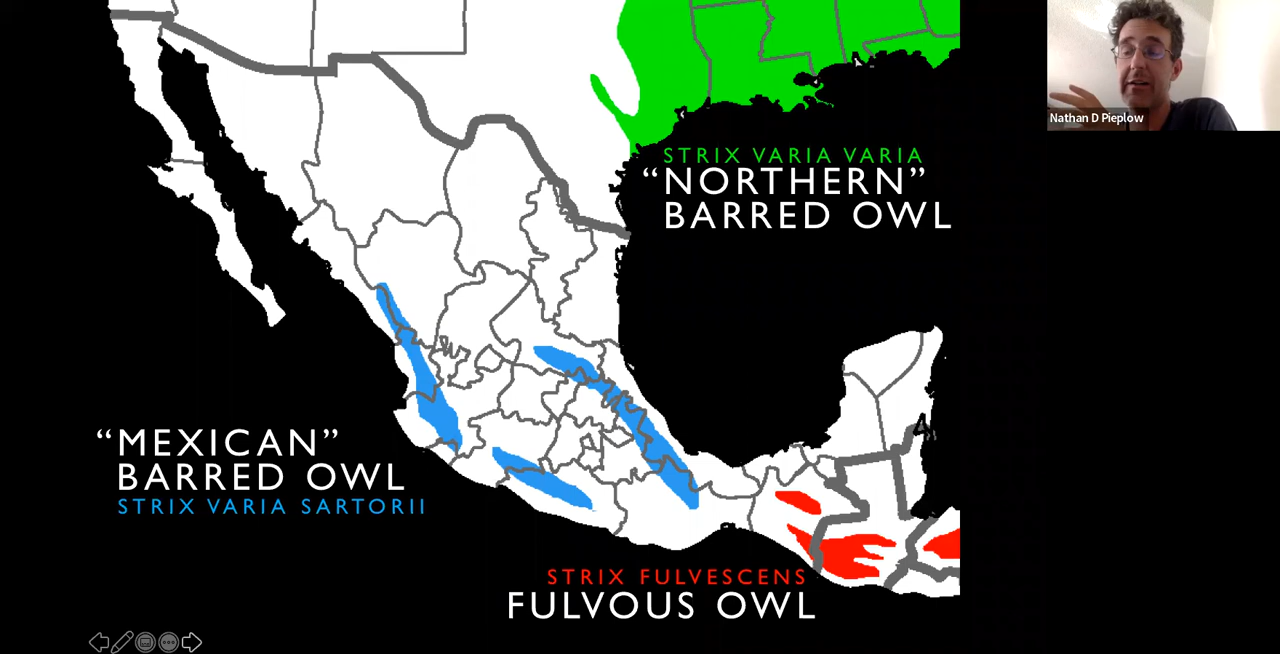 STRIX VARIA VARIA
“NORTHERN”
BARRED OWL
“MEXICAN”
BARRED OWL
STRIX VARIA SARTORII
STRIX FULVESCENS
FULVOUS OWL
Nathan D Pieplow